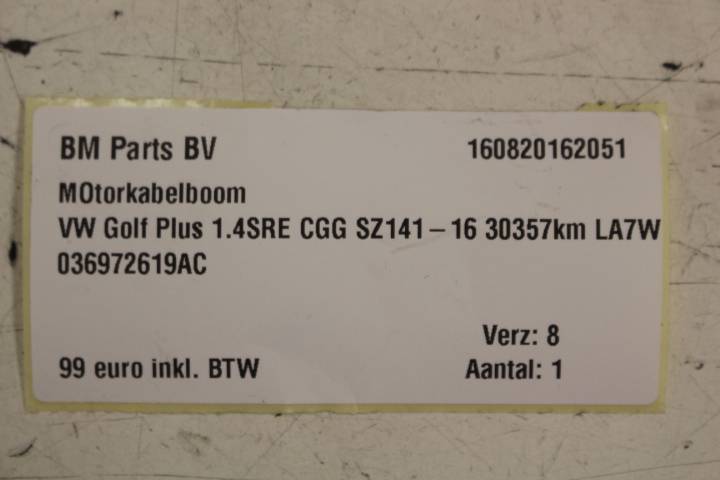 BM Parts BV 160820162051
MOtorkabelboom
VW Golf Plus 1.4SRE CGG SZ141-16 30357km LA7W
036972619AC
Verz: 8
99 euro inkl. BTW Aantal: 1